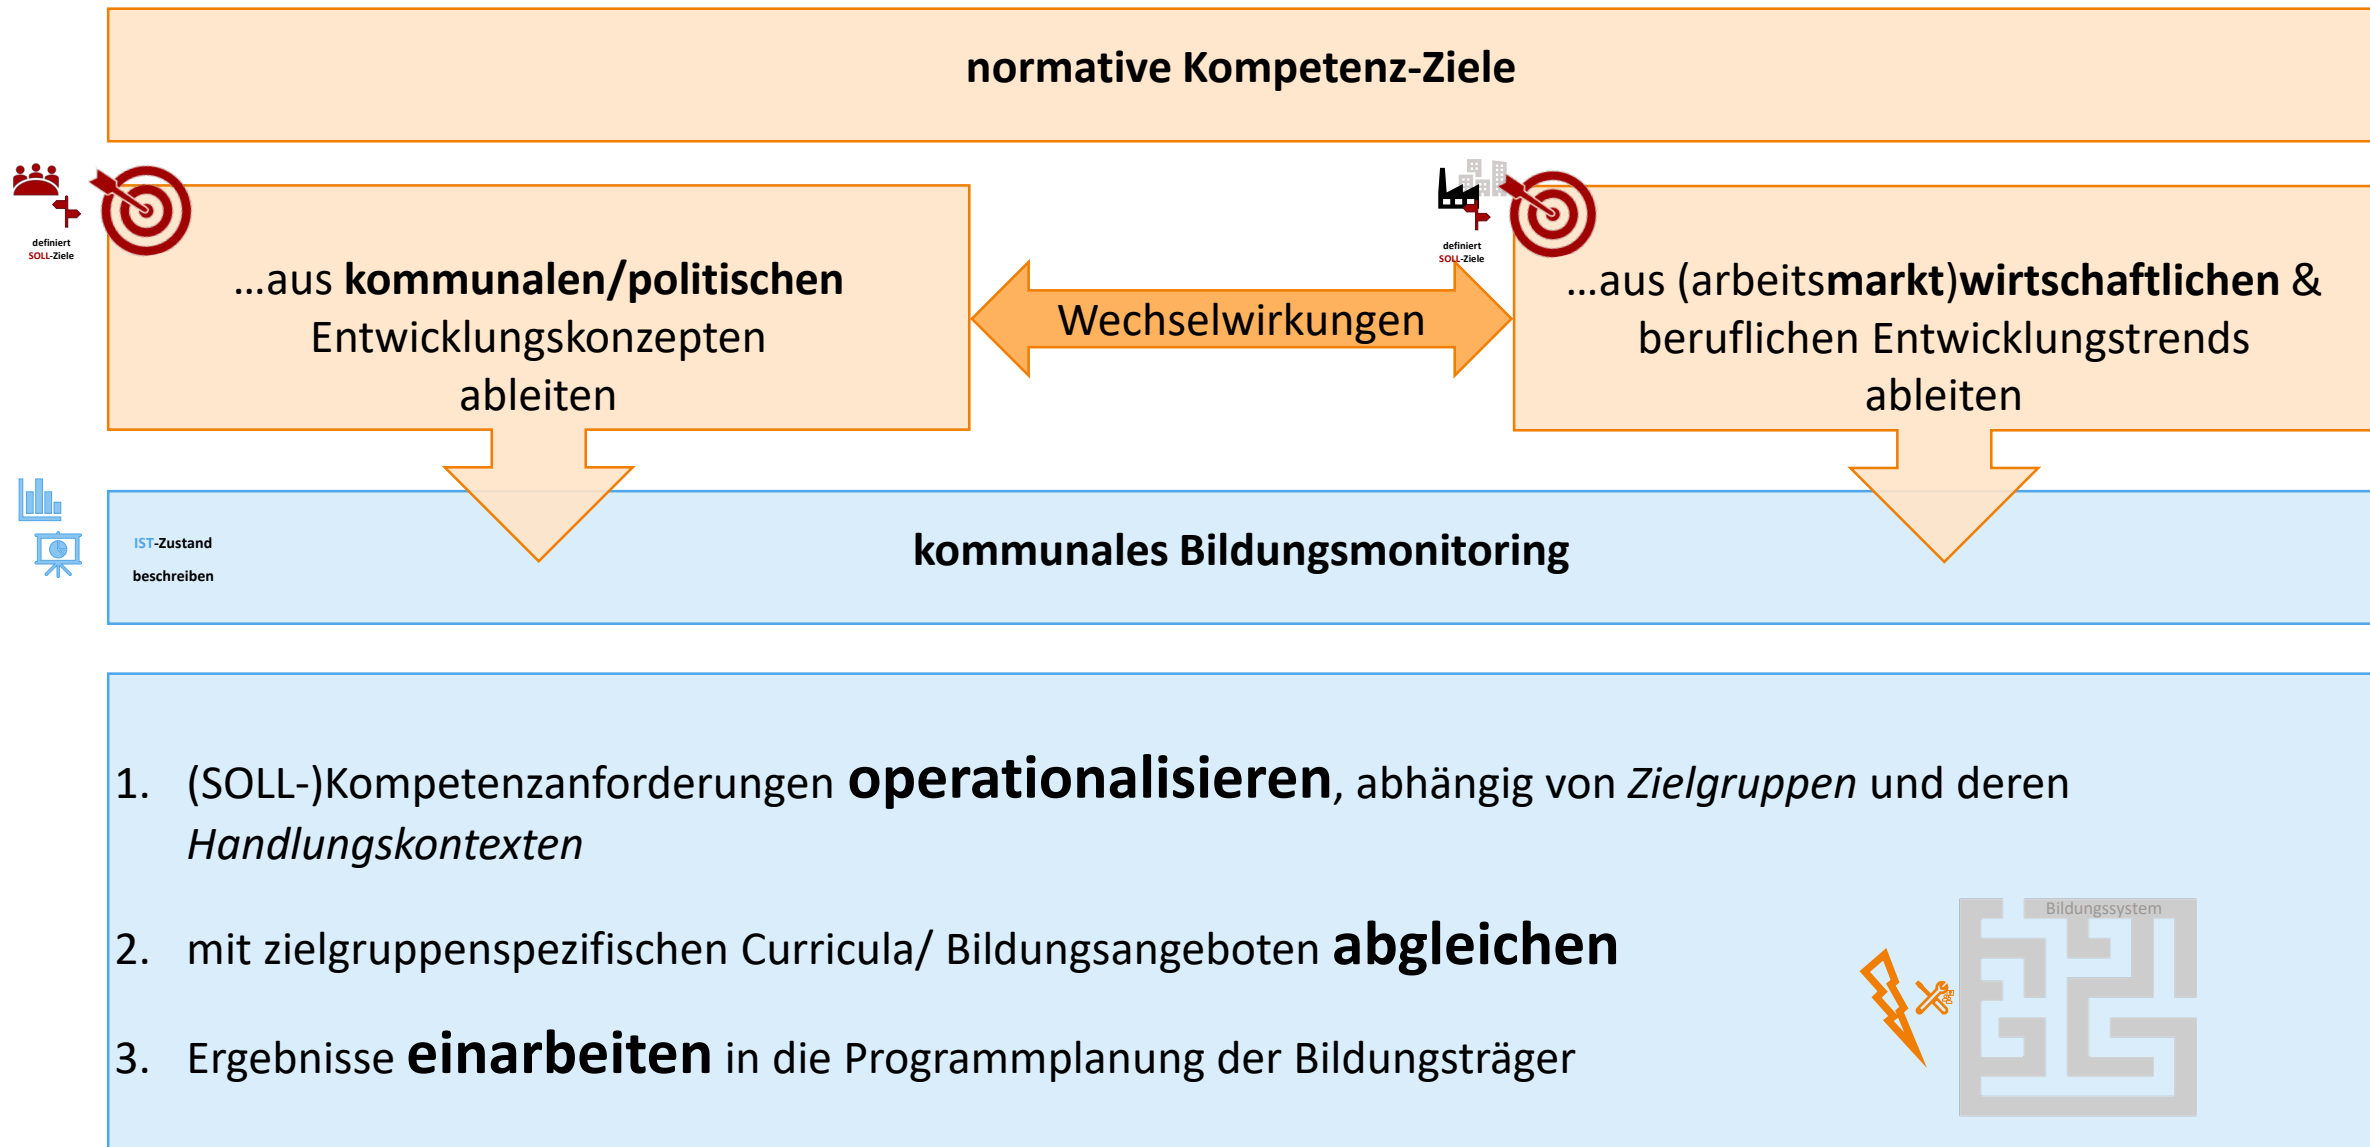 normative Kompetenz-Ziele
definiert
SOLL-Ziele
…aus kommunalen/politischen
Entwicklungskonzepten
ableiten
Wechselwirkungen
definiert
SOLL-Ziele
…aus (arbeitsmarkt)wirtschaftlichen &
beruflichen Entwicklungstrends
ableiten
IST-Zustand
beschreiben
kommunales Bildungsmonitoring
1. (SOLL-)Kompetenzanforderungen operationalisieren, abhängig von Zielgruppen und deren
Handlungskontexten
2. mit zielgruppenspezifischen Curricula/ Bildungsangeboten abgleichen
3. Ergebnisse einarbeiten in die Programmplanung der Bildungsträger
Bildungssystem